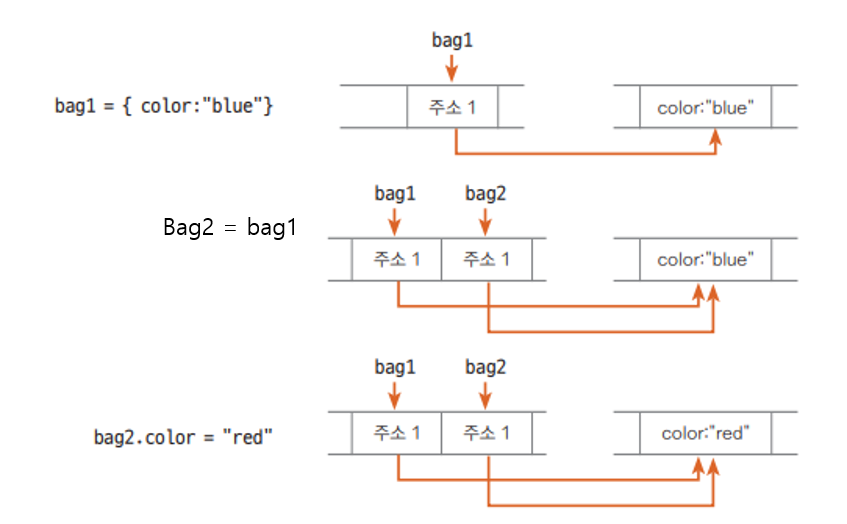 bag1
bag1 = { color:"blue"}
주소 1
color:"blue"
bag1
bag2
Bag2 = bag1
주소 1
주소 1
color:"blue"
bag1
bag2
bag2.color = "red"
주소 1
주소 1
color:"red"